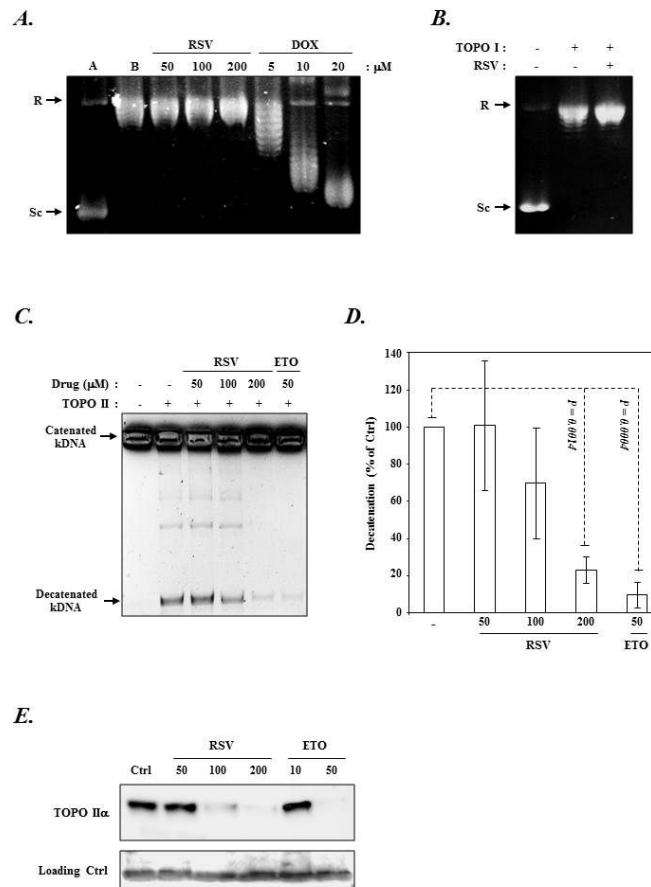 A.
RSV DOX
A B 50 100 200 5 10 20 : µM
R
Sc
B.
TOPO I : - + +
RSV : - - +
R
Sc
C.
RSV ETO
Drug (µM) : - - 50 100 200 50
TOPO II : - + + + + +
Catenated
kDNA
Decatenated
kDNA
D.
Decatenation (% of Ctrl)
140
120
100
80
60
40
20
0
P = 0.0014
P = 0.0004
- 50 100 200 50
RSV ETO
E.
RSV ETO
Ctrl 50 100 200 10 50
TOPO IIα
Loading Ctrl